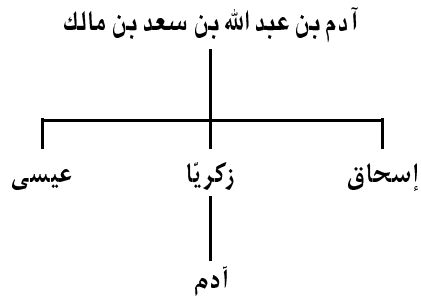 آدم بن عبد الله بن سعد بن مالك
إسحاق زكريّا عيسى
آدم